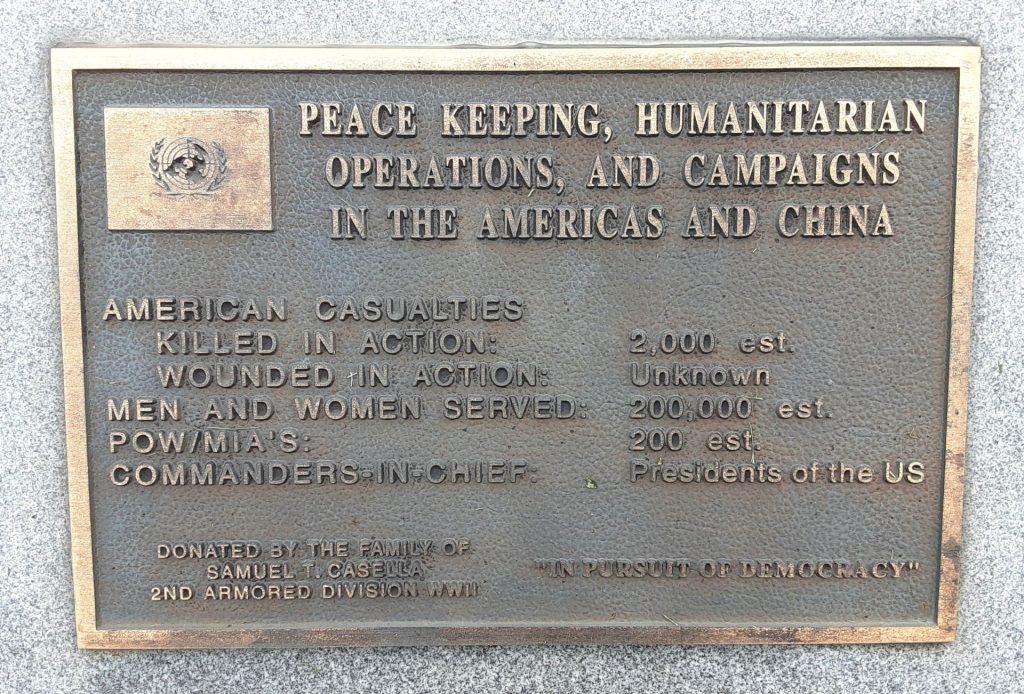 PEACE KEEPING, HUMANITARIAN
OPERATIONS, AND CAMPAIGNS
IN THE AMERICAS AND CHINA
AMERICAN CASUALTIES
KILLED IN ACTION: 2,000 est.
WOUNDED IN ACTION: Unknown
MEN AND WOMEN SERVED: 200,000 est.
POW/MIA'S: 200 est.
COMMANDERS-IN-CHIEF: Presidents of the US
DONATED BY THE FAMILY OF
SAMUEL T. CASELLA
2ND ARMORED DIVISION WWII
"IN PURSUIT OF DEMOCRACY"